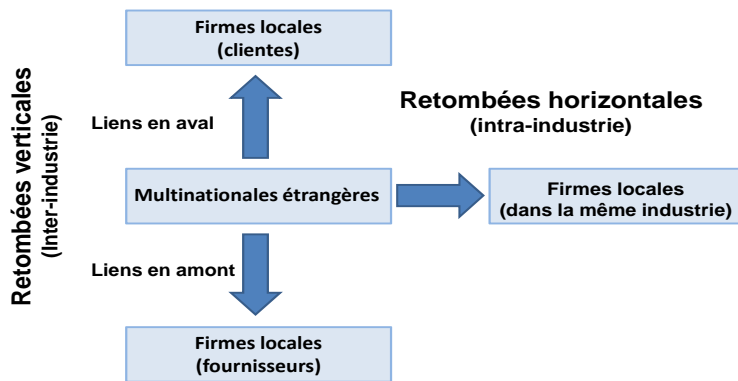 Firmes locales
(clientes)
Retombées verticales
(Inter-industrie)
Liens en aval
Retombées horizontales
(intra-industrie)
Multinationales étrangères
Firmes locales
(dans la même industrie)
Liens en amont
Firmes locales
(fournisseurs)